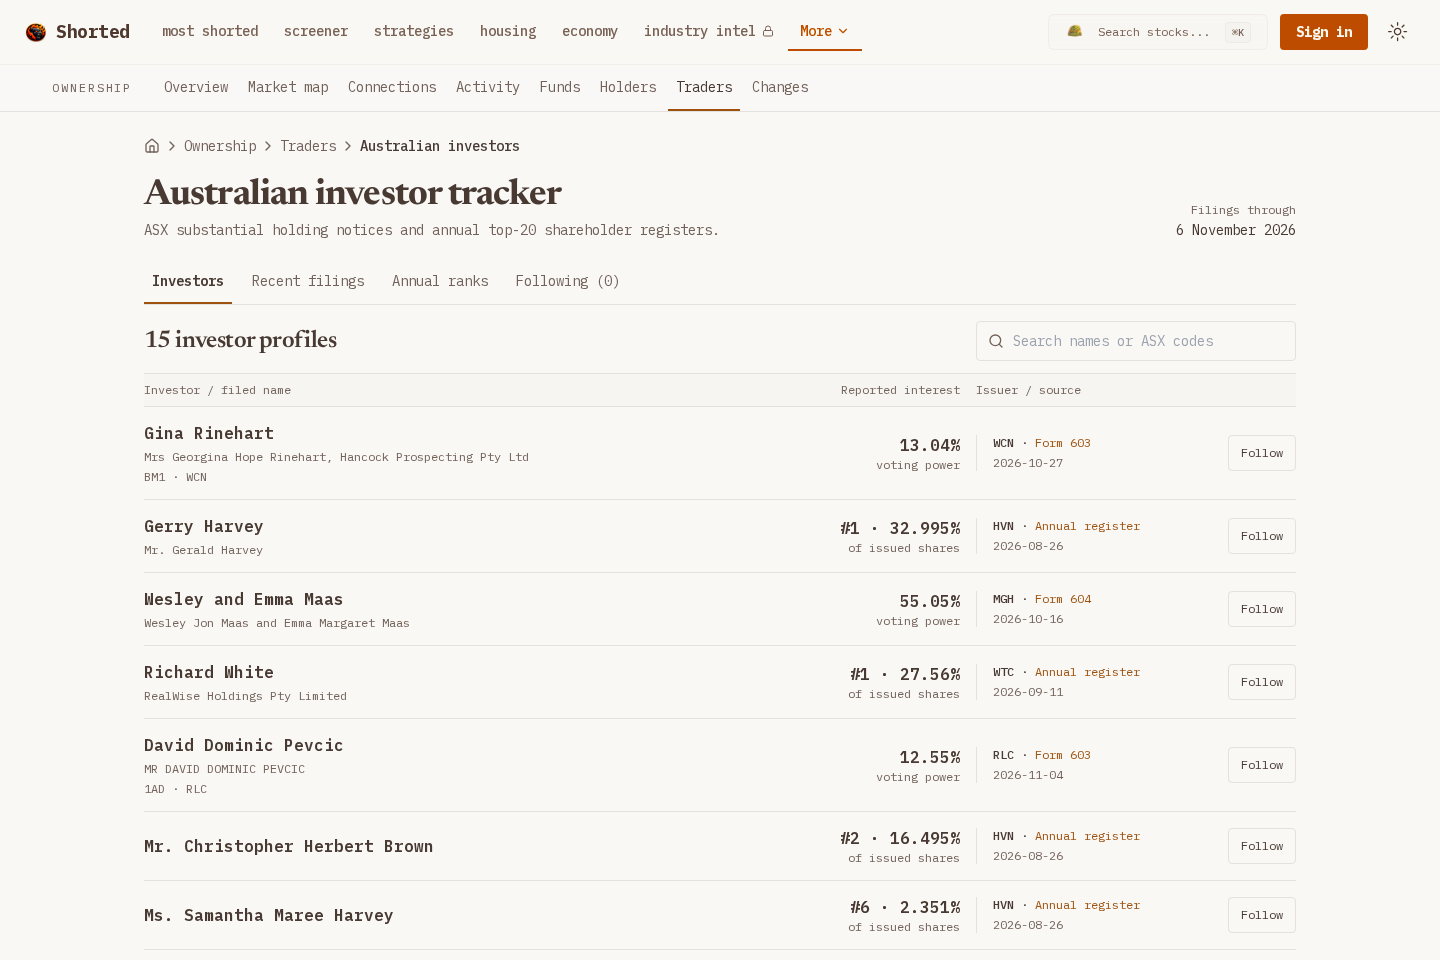 Shorted
most shorted
screener
strategies
housing
economy
industry intel
More
Search stocks...
⌘K
Sign in
OWNERSHIP
Overview
Market map
Connections
Activity
Funds
Holders
Traders
Changes
Ownership
Traders
Australian investors
Australian investor tracker
ASX substantial holding notices and annual top-20 shareholder registers.
Filings through
6 November 2026
Investors
Recent filings
Annual ranks
Following (0)
15 investor profiles
Search names or ASX codes
Investor / filed name
Reported interest
Issuer / source
Gina Rinehart
Mrs Georgina Hope Rinehart, Hancock Prospecting Pty Ltd
BM1 · WCN
13.04%
voting power
WCN · Form 603
2026-10-27
Follow
Gerry Harvey
Mr. Gerald Harvey
#1 · 32.995%
of issued shares
HVN · Annual register
2026-08-26
Follow
Wesley and Emma Maas
Wesley Jon Maas and Emma Margaret Maas
55.05%
voting power
MGH · Form 604
2026-10-16
Follow
Richard White
RealWise Holdings Pty Limited
#1 · 27.56%
of issued shares
WTC · Annual register
2026-09-11
Follow
David Dominic Pevcic
MR DAVID DOMINIC PEVCIC
1AD · RLC
12.55%
voting power
RLC · Form 603
2026-11-04
Follow
Mr. Christopher Herbert Brown
#2 · 16.495%
of issued shares
HVN · Annual register
2026-08-26
Follow
Ms. Samantha Maree Harvey
#6 · 2.351%
of issued shares
HVN · Annual register
2026-08-26
Follow